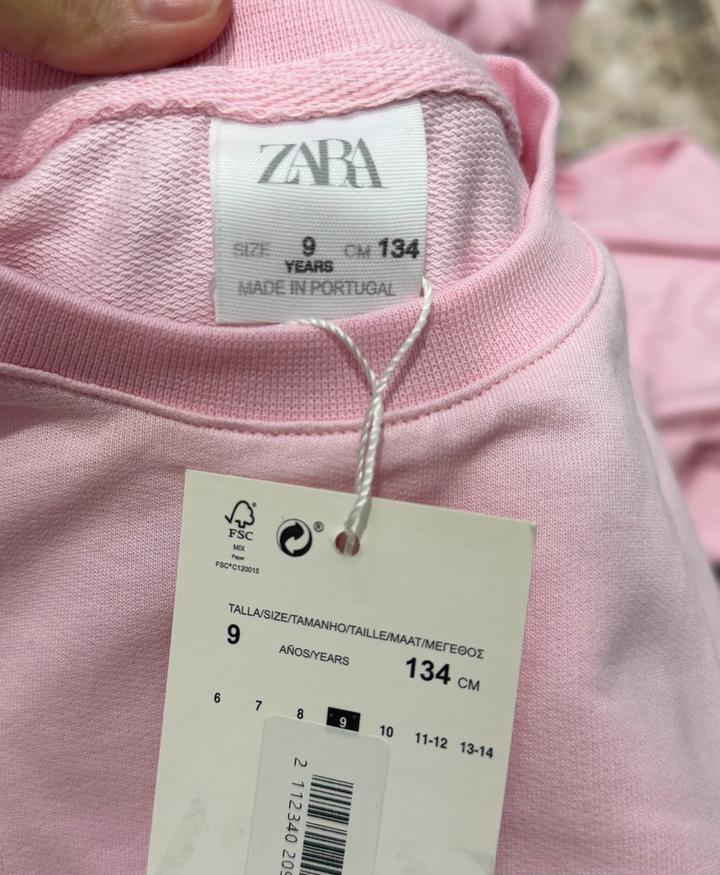 ZARA
SIZE 9 CM 134
YEARS
MADE IN PORTUGAL
FSC
MIX
Paper
FSC® C120015
®
TALLA/SIZE/TAMANHO/TAILLE/MAAT/ΜΕΓΕΘΟΣ
9 AÑOS/YEARS 134 CM
6 7 8 9 10 11-12 13-14
2 112340 209